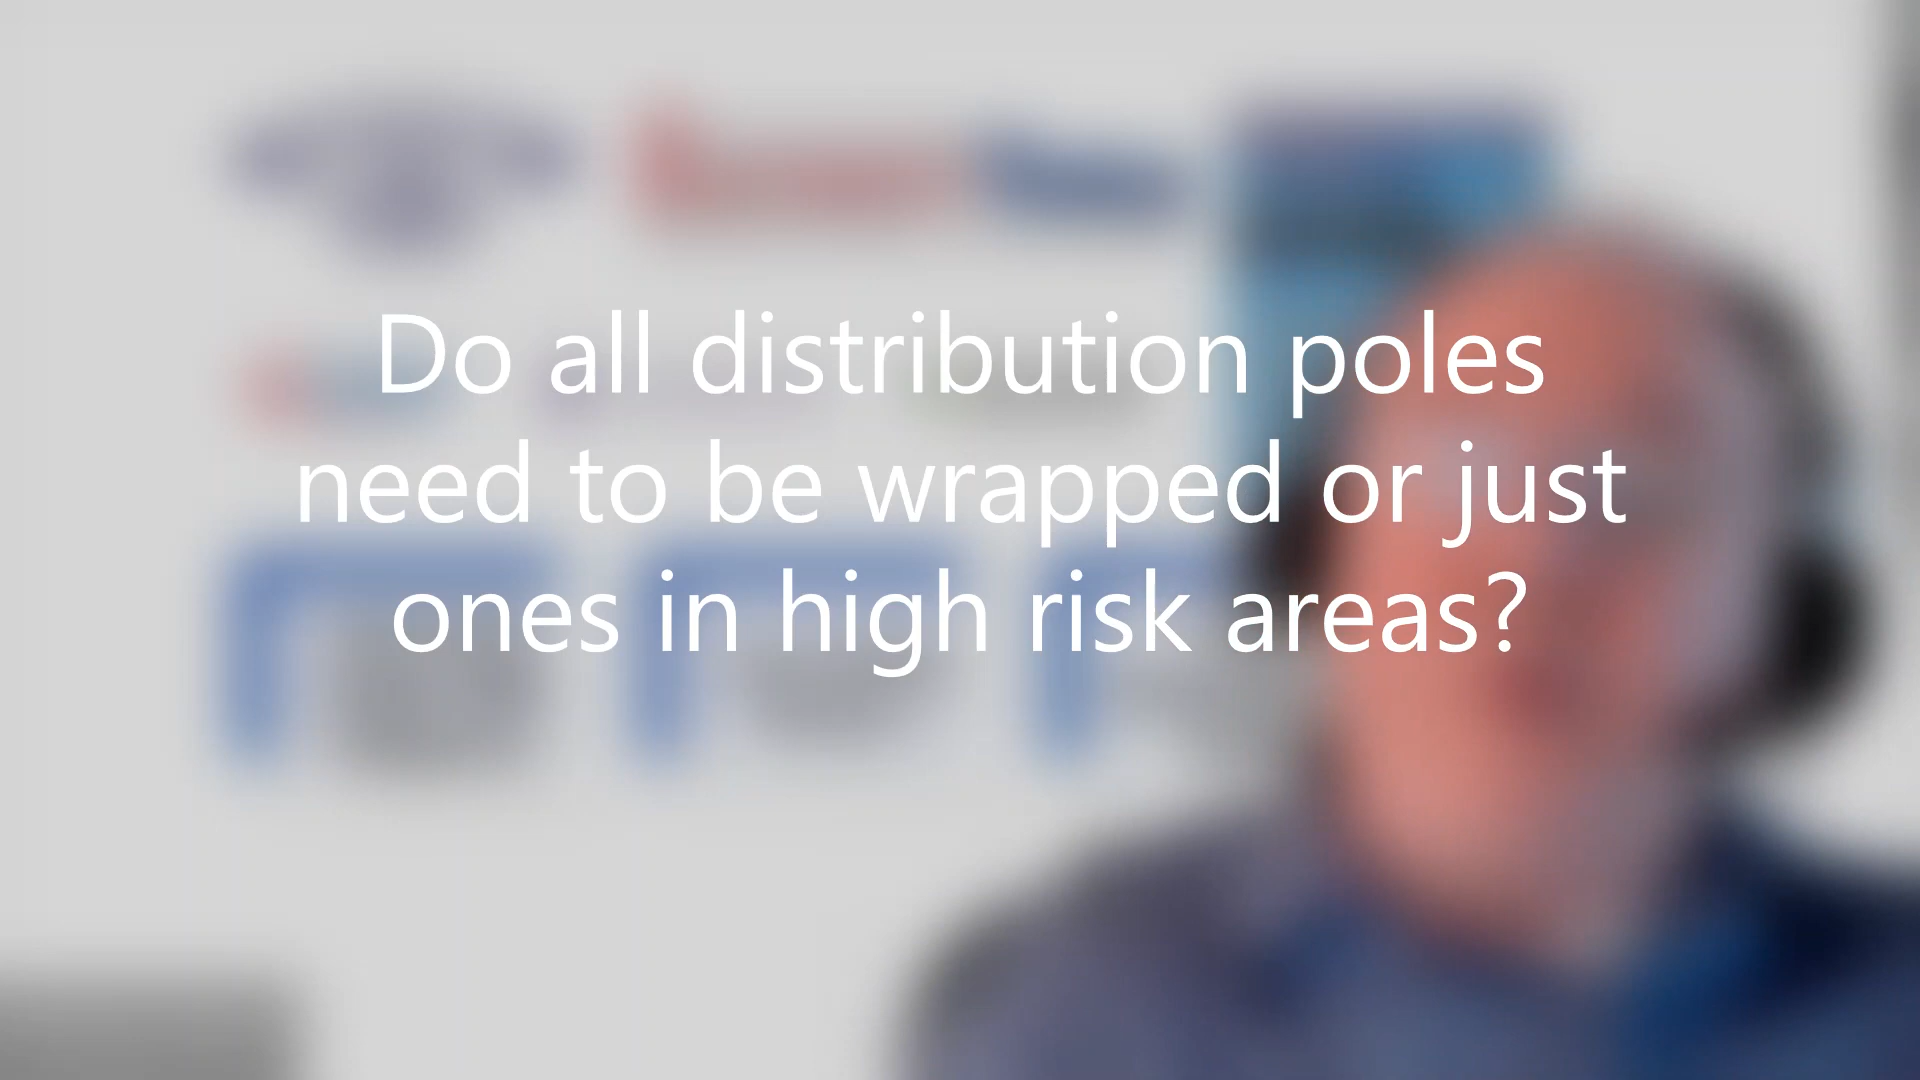 Do all distribution poles
need to be wrapped or just
ones in high risk areas?